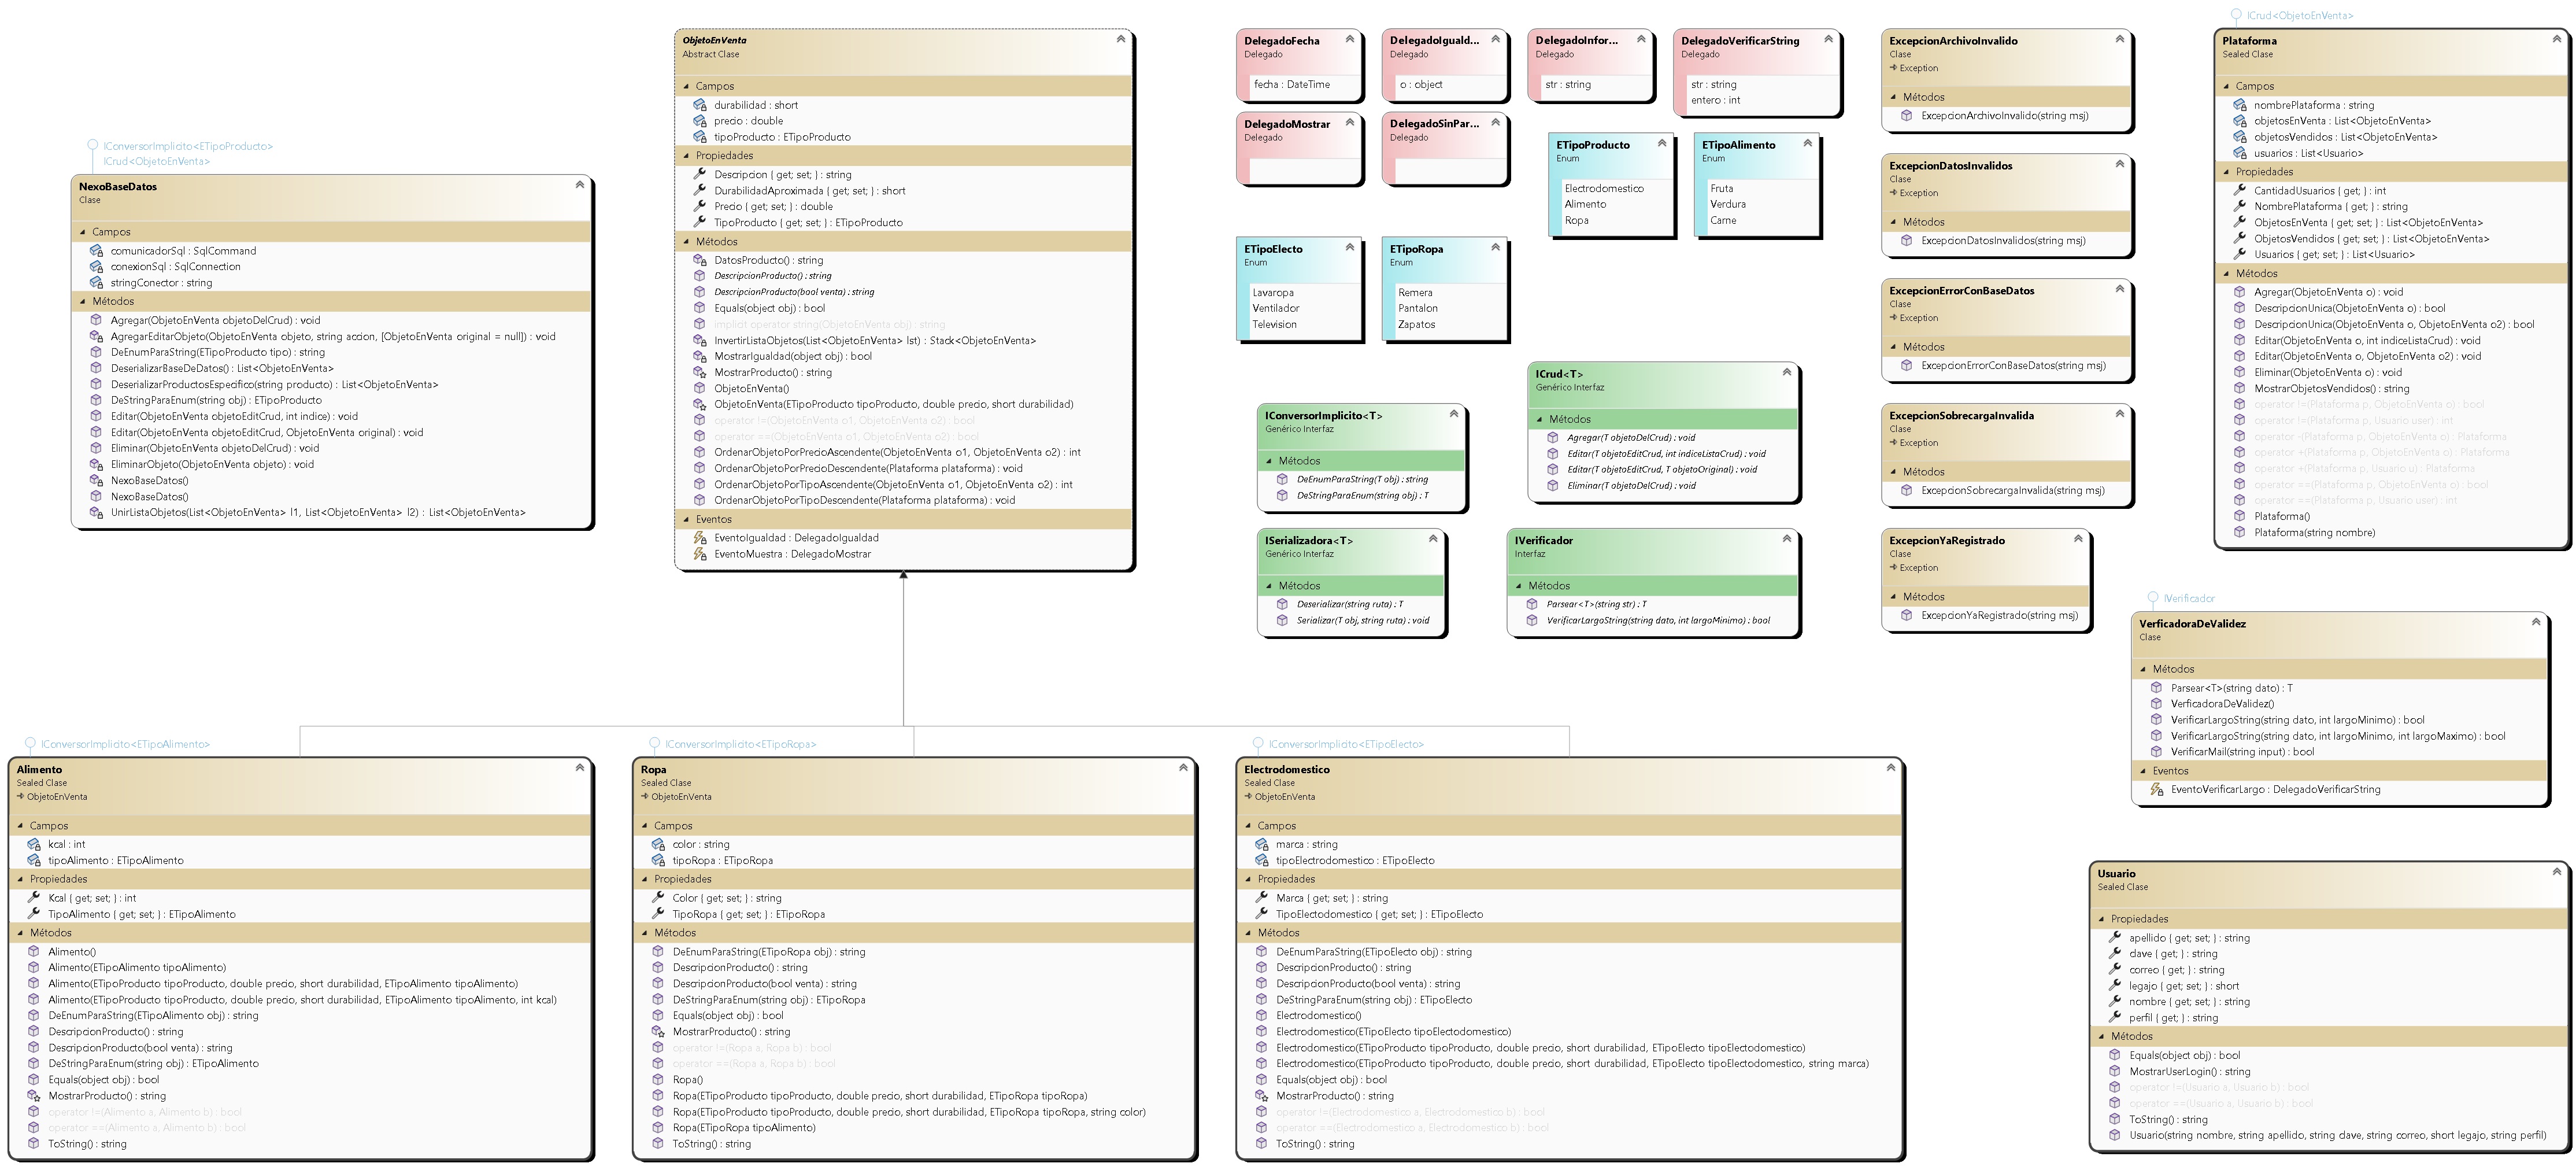 IConversorImplicito<ETipoProducto>
ICrud<ObjetoEnVenta>
NexoBaseDatos
Clase
Campos
comunicadorSql : SqlCommand
conexionSql : SqlConnection
stringConector : string
Métodos
Agregar(ObjetoEnVenta objetoDelCrud) : void
AgregarEditarObjeto(ObjetoEnVenta objeto, string accion, [ObjetoEnVenta original = null]) : void
DeEnumParaString(ETipoProducto tipo) : string
DeserializarBaseDeDatos() : List<ObjetoEnVenta>
DeserializarProductosEspecifico(string producto) : List<ObjetoEnVenta>
DeStringParaEnum(string obj) : ETipoProducto
Editar(ObjetoEnVenta objetoEditCrud, int indice) : void
Editar(ObjetoEnVenta objetoEditCrud, ObjetoEnVenta original) : void
Eliminar(ObjetoEnVenta objetoDelCrud) : void
EliminarObjeto(ObjetoEnVenta objeto) : void
NexoBaseDatos()
NexoBaseDatos()
UnirListaObjetos(List<ObjetoEnVenta> l1, List<ObjetoEnVenta> l2) : List<ObjetoEnVenta>
ObjetoEnVenta
Abstract Clase
Campos
durabilidad : short
precio : double
tipoProducto : ETipoProducto
Propiedades
Descripcion { get; set; } : string
DurabilidadAproximada { get; set; } : short
Precio { get; set; } : double
TipoProducto { get; set; } : ETipoProducto
Métodos
DatosProducto() : string
DescripcionProducto() : string
DescripcionProducto(bool venta) : string
Equals(object obj) : bool
implicit operator string(ObjetoEnVenta obj) : string
InvertirListaObjetos(List<ObjetoEnVenta> lst) : Stack<ObjetoEnVenta>
MostrarIgualdad(object obj) : bool
MostrarProducto() : string
ObjetoEnVenta()
ObjetoEnVenta(ETipoProducto tipoProducto, double precio, short durabilidad)
operator !=(ObjetoEnVenta o1, ObjetoEnVenta o2) : bool
operator ==(ObjetoEnVenta o1, ObjetoEnVenta o2) : bool
OrdenarObjetoPorPrecioAscendente(ObjetoEnVenta o1, ObjetoEnVenta o2) : int
OrdenarObjetoPorPrecioDescendente(Plataforma plataforma) : void
OrdenarObjetoPorTipoAscendente(ObjetoEnVenta o1, ObjetoEnVenta o2) : int
OrdenarObjetoPorTipoDescendente(Plataforma plataforma) : void
Eventos
EventoIgualdad : DelegadoIgualdad
EventoMuestra : DelegadoMostrar
DelegadoFecha
Delegado
fecha : DateTime
DelegadoIguald...
Delegado
o : object
DelegadoInfor...
Delegado
str : string
DelegadoVerificarString
Delegado
str : string
entero : int
DelegadoMostrar
Delegado
DelegadoSinPar...
Delegado
ETipoProducto
Enum
Electrodomestico
Alimento
Ropa
ETipoAlimento
Enum
Fruta
Verdura
Carne
ETipoElecto
Enum
Lavaropa
Ventilador
Television
ETipoRopa
Enum
Remera
Pantalon
Zapatos
IConversorImplicito<T>
Genérico Interfaz
Métodos
DeEnumParaString(T obj) : string
DeStringParaEnum(string obj) : T
ICrud<T>
Genérico Interfaz
Métodos
Agregar(T objetoDelCrud) : void
Editar(T objetoEditCrud, int indiceListaCrud) : void
Editar(T objetoEditCrud, T objetoOriginal) : void
Eliminar(T objetoDelCrud) : void
ISerializadora<T>
Genérico Interfaz
Métodos
Deserializar(string ruta) : T
Serializar(T obj, string ruta) : void
IVerificador
Interfaz
Métodos
Parsear<T>(string str) : T
VerificarLargoString(string dato, int largoMinimo) : bool
ExcepcionArchivoInvalido
Clase
Exception
Métodos
ExcepcionArchivoInvalido(string msj)
ExcepcionDatosInvalidos
Clase
Exception
Métodos
ExcepcionDatosInvalidos(string msj)
ExcepcionErrorConBaseDatos
Clase
Exception
Métodos
ExcepcionErrorConBaseDatos(string msj)
ExcepcionSobrecargaInvalida
Clase
Exception
Métodos
ExcepcionSobrecargaInvalida(string msj)
ExcepcionYaRegistrado
Clase
Exception
Métodos
ExcepcionYaRegistrado(string msj)
ICrud<ObjetoEnVenta>
Plataforma
Sealed Clase
Campos
nombrePlataforma : string
objetosEnVenta : List<ObjetoEnVenta>
objetosVendidos : List<ObjetoEnVenta>
usuarios : List<Usuario>
Propiedades
CantidadUsuarios { get; } : int
NombrePlataforma { get; } : string
ObjetosEnVenta { get; set; } : List<ObjetoEnVenta>
ObjetosVendidos { get; set; } : List<ObjetoEnVenta>
Usuarios { get; set; } : List<Usuario>
Métodos
Agregar(ObjetoEnVenta o) : void
DescripcionUnica(ObjetoEnVenta o) : bool
DescripcionUnica(ObjetoEnVenta o, ObjetoEnVenta o2) : bool
Editar(ObjetoEnVenta o, int indiceListaCrud) : void
Editar(ObjetoEnVenta o, ObjetoEnVenta o2) : void
Eliminar(ObjetoEnVenta o) : void
MostrarObjetosVendidos() : string
operator !=(Plataforma p, ObjetoEnVenta o) : bool
operator !=(Plataforma p, Usuario user) : int
operator -(Plataforma p, ObjetoEnVenta o) : Plataforma
operator +(Plataforma p, ObjetoEnVenta o) : Plataforma
operator +(Plataforma p, Usuario u) : Plataforma
operator ==(Plataforma p, ObjetoEnVenta o) : bool
operator ==(Plataforma p, Usuario user) : int
Plataforma()
Plataforma(string nombre)
IVerificador
VerficadoraDeValidez
Clase
Métodos
Parsear<T>(string dato) : T
VerficadoraDeValidez()
VerificarLargoString(string dato, int largoMinimo) : bool
VerificarLargoString(string dato, int largoMinimo, int largoMaximo) : bool
VerificarMail(string input) : bool
Eventos
EventoVerificarLargo : DelegadoVerificarString
IConversorImplicito<ETipoAlimento>
Alimento
Sealed Clase
ObjetoEnVenta
Campos
kcal : int
tipoAlimento : ETipoAlimento
Propiedades
Kcal { get; set; } : int
TipoAlimento { get; set; } : ETipoAlimento
Métodos
Alimento()
Alimento(ETipoAlimento tipoAlimento)
Alimento(ETipoProducto tipoProducto, double precio, short durabilidad, ETipoAlimento tipoAlimento)
Alimento(ETipoProducto tipoProducto, double precio, short durabilidad, ETipoAlimento tipoAlimento, int kcal)
DeEnumParaString(ETipoAlimento obj) : string
DescripcionProducto() : string
DescripcionProducto(bool venta) : string
DeStringParaEnum(string obj) : ETipoAlimento
Equals(object obj) : bool
MostrarProducto() : string
operator !=(Alimento a, Alimento b) : bool
operator ==(Alimento a, Alimento b) : bool
ToString() : string
IConversorImplicito<ETipoRopa>
Ropa
Sealed Clase
ObjetoEnVenta
Campos
color : string
tipoRopa : ETipoRopa
Propiedades
Color { get; set; } : string
TipoRopa { get; set; } : ETipoRopa
Métodos
DeEnumParaString(ETipoRopa obj) : string
DescripcionProducto() : string
DescripcionProducto(bool venta) : string
DeStringParaEnum(string obj) : ETipoRopa
Equals(object obj) : bool
MostrarProducto() : string
operator !=(Ropa a, Ropa b) : bool
operator ==(Ropa a, Ropa b) : bool
Ropa()
Ropa(ETipoProducto tipoProducto, double precio, short durabilidad, ETipoRopa tipoRopa)
Ropa(ETipoProducto tipoProducto, double precio, short durabilidad, ETipoRopa tipoRopa, string color)
Ropa(ETipoRopa tipoAlimento)
ToString() : string
IConversorImplicito<ETipoElecto>
Electrodomestico
Sealed Clase
ObjetoEnVenta
Campos
marca : string
tipoElectrodomestico : ETipoElecto
Propiedades
Marca { get; set; } : string
TipoElectodomestico { get; set; } : ETipoElecto
Métodos
DeEnumParaString(ETipoElecto obj) : string
DescripcionProducto() : string
DescripcionProducto(bool venta) : string
DeStringParaEnum(string obj) : ETipoElecto
Electrodomestico()
Electrodomestico(ETipoElecto tipoElectodomestico)
Electrodomestico(ETipoProducto tipoProducto, double precio, short durabilidad, ETipoElecto tipoElectodomestico)
Electrodomestico(ETipoProducto tipoProducto, double precio, short durabilidad, ETipoElecto tipoElectodomestico, string marca)
Equals(object obj) : bool
MostrarProducto() : string
operator !=(Electrodomestico a, Electrodomestico b) : bool
operator ==(Electrodomestico a, Electrodomestico b) : bool
ToString() : string
Usuario
Sealed Clase
Propiedades
apellido { get; set; } : string
clave { get; } : string
correo { get; } : string
legajo { get; set; } : short
nombre { get; set; } : string
perfil { get; } : string
Métodos
Equals(object obj) : bool
MostrarUserLogin() : string
operator !=(Usuario a, Usuario b) : bool
operator ==(Usuario a, Usuario b) : bool
ToString() : string
Usuario(string nombre, string apellido, string clave, string correo, short legajo, string perfil)